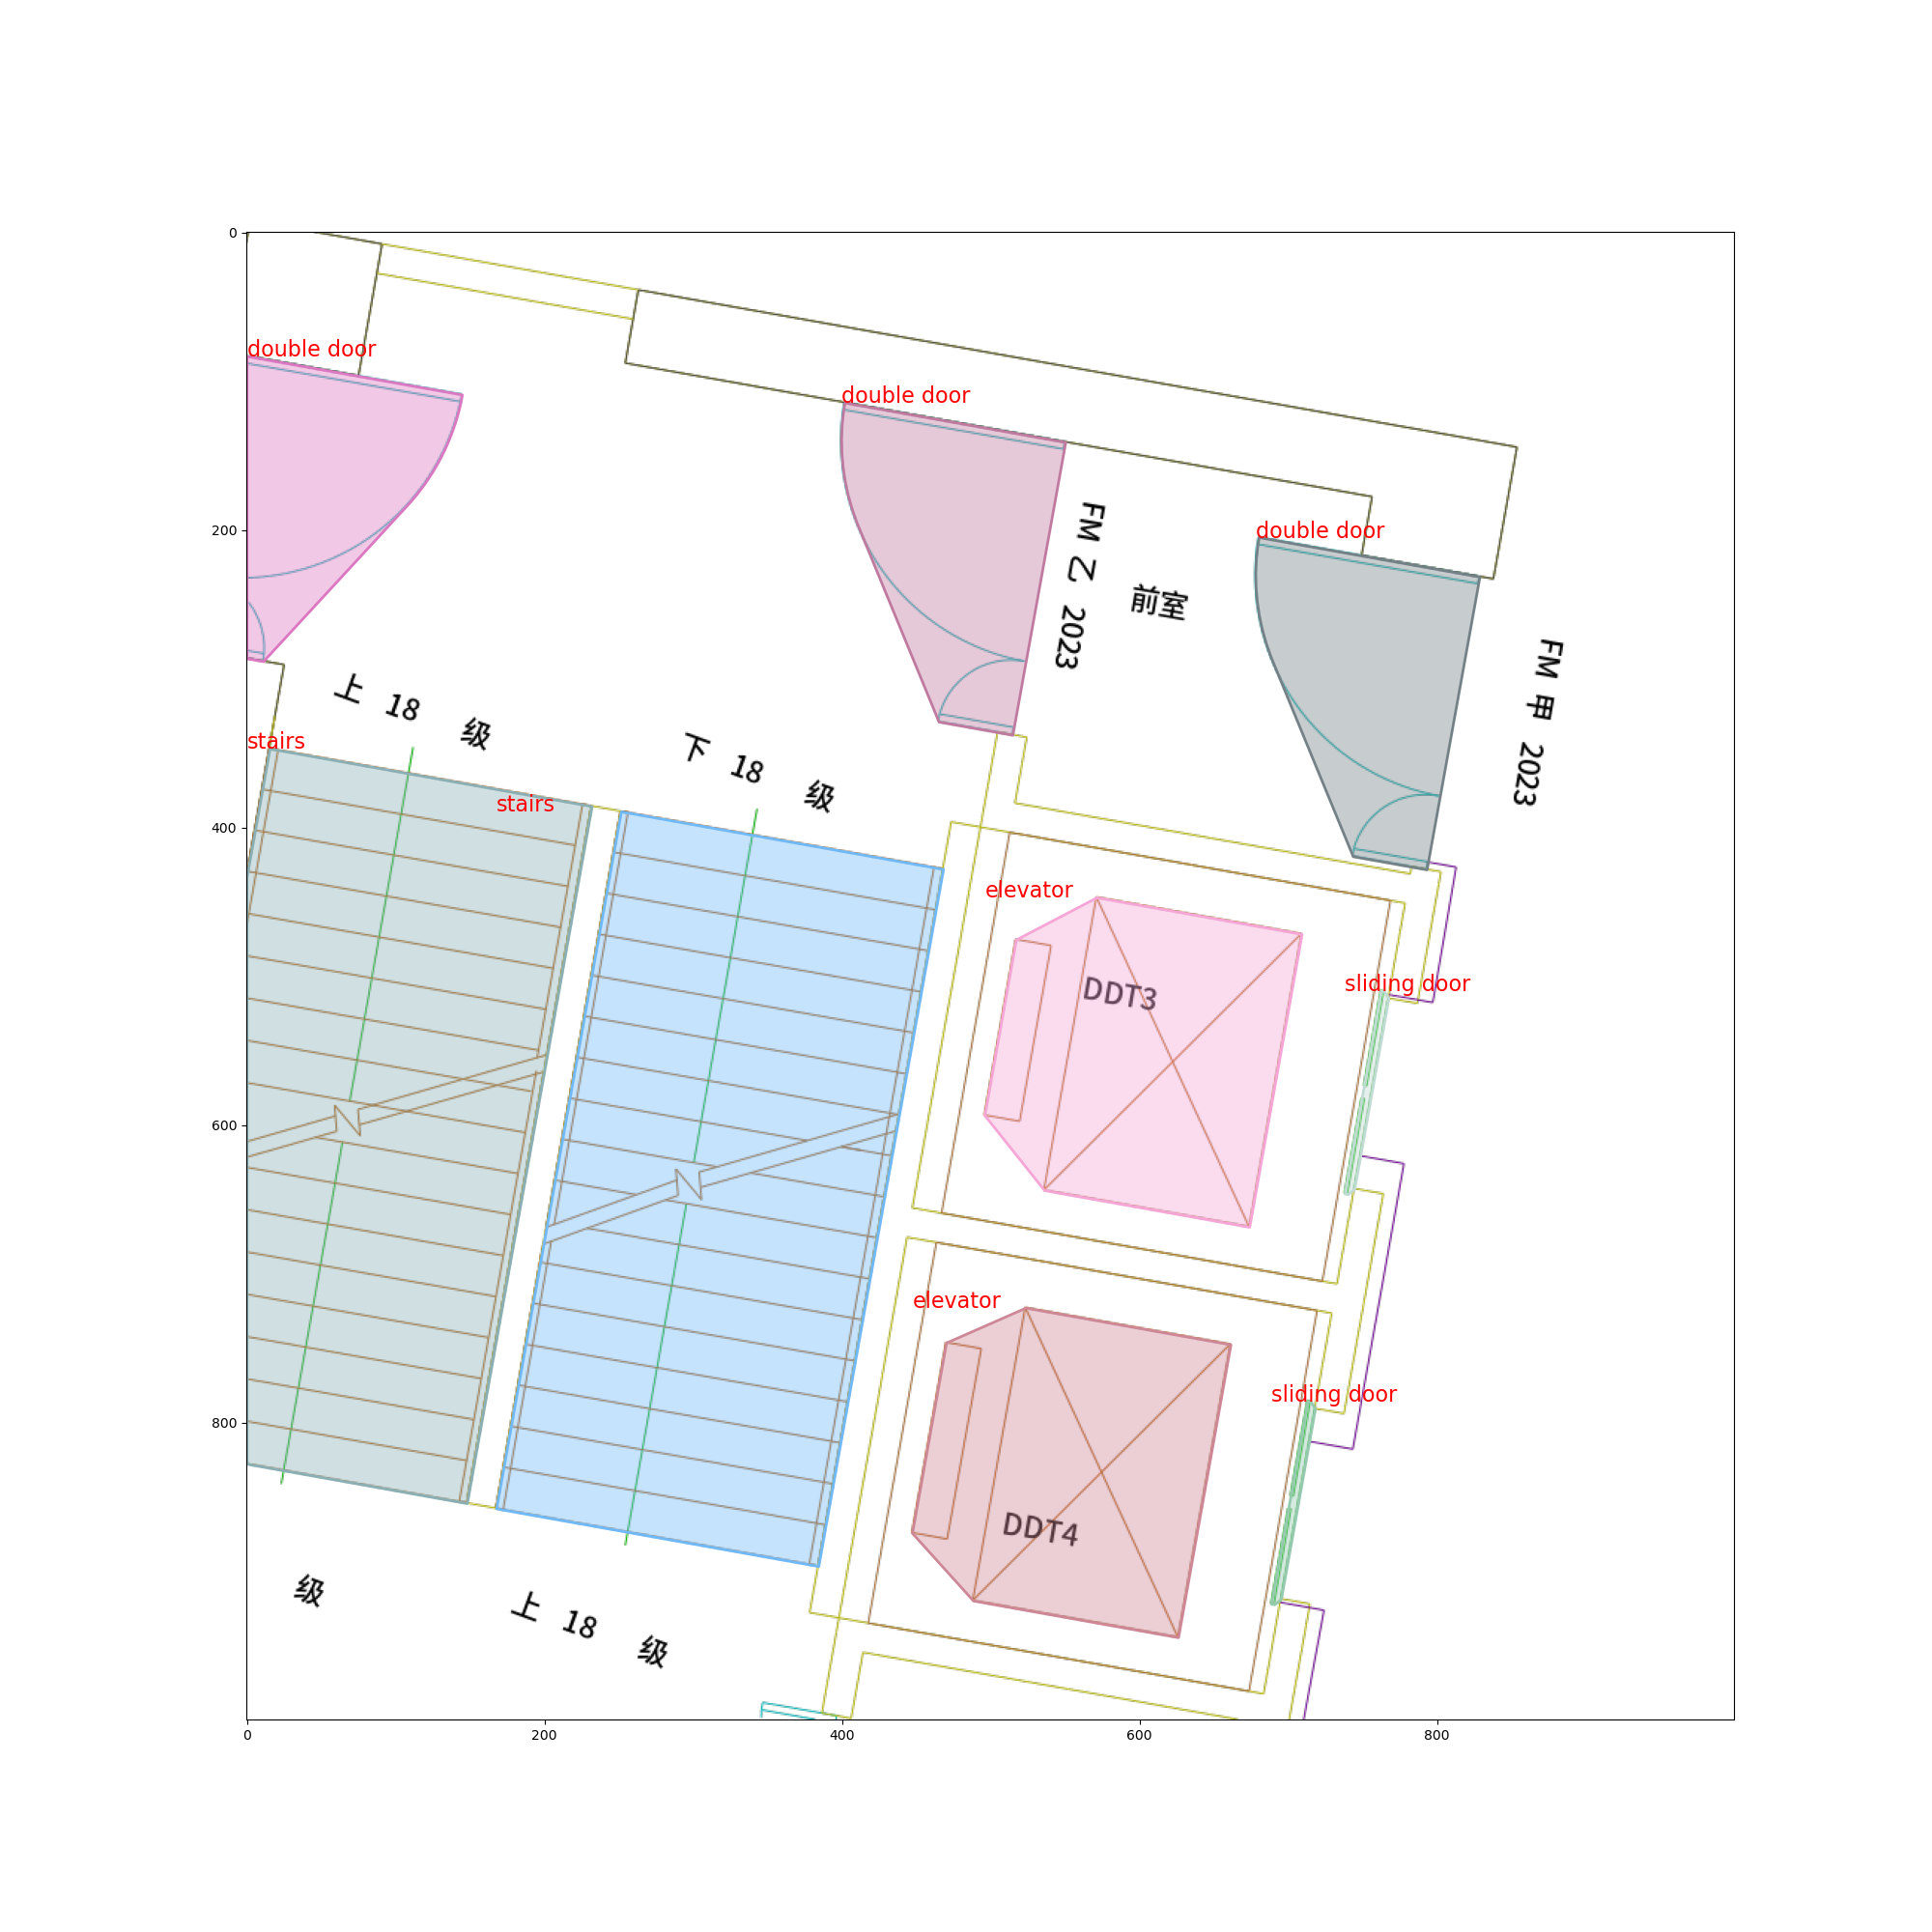 0
double door
double door
200
double door
FM 乙 2023
前室
FM 甲 2023
上 18 级
下 18 级
stairs
stairs
400
elevator
DDT3
sliding door
600
elevator
sliding door
800
DDT4
级
上 18 级
0
200
400
600
800